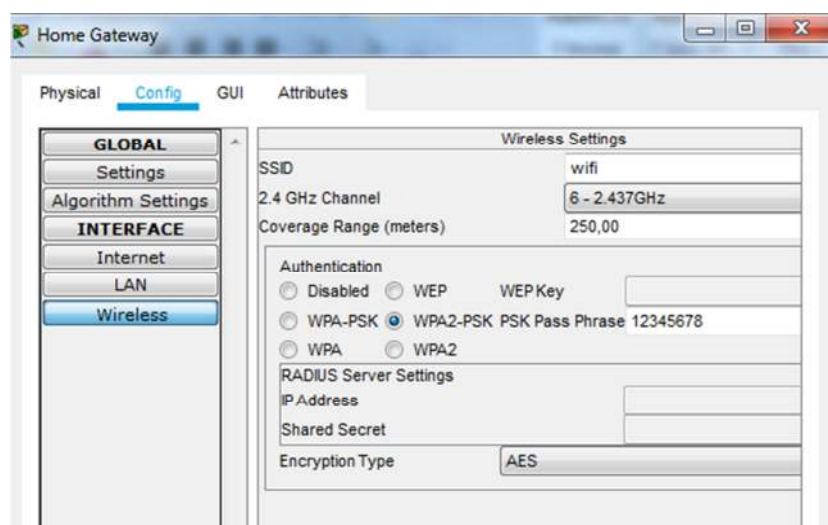 Home Gateway
Physical Config GUI Attributes
GLOBAL
Settings
Algorithm Settings
INTERFACE
Internet
LAN
Wireless
Wireless Settings
SSID wifi
2.4 GHz Channel 6 - 2.437GHz
Coverage Range (meters) 250,00
Authentication
Disabled WEP WEP Key
WPA-PSK WPA2-PSK PSK Pass Phrase 12345678
WPA WPA2
RADIUS Server Settings
IP Address
Shared Secret
Encryption Type AES